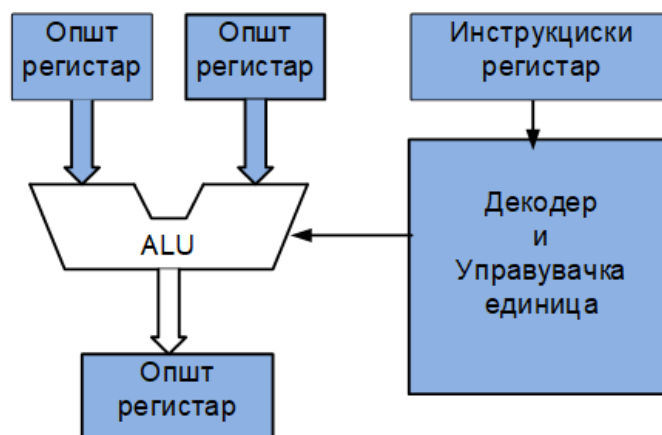 Општ
регистар
Општ
регистар
Инструкциски
регистар
ALU
Декодер
и
Управувачка
единица
Општ
регистар